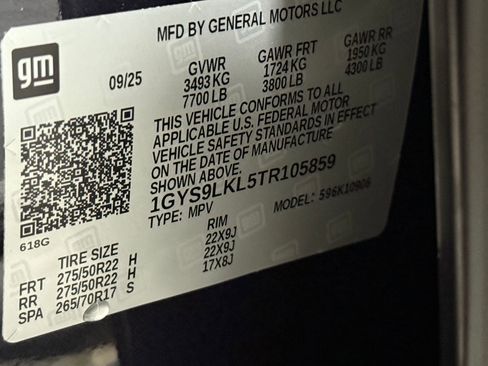 MFD BY GENERAL MOTORS LLC
gm
09/25
GVWR GAWR FRT GAWR RR
3493 KG 1724 KG 1950 KG
7700 LB 3800 LB 4300 LB
THIS VEHICLE CONFORMS TO ALL
APPLICABLE U.S. FEDERAL MOTOR
VEHICLE SAFETY STANDARDS IN EFFECT
ON THE DATE OF MANUFACTURE
SHOWN ABOVE.
1GYS9LKL5TR105859
TYPE: MPV MODEL: 596K10906
618G
TIRE SIZE RIM
FRT 275/50R22 H 22X9J
RR 275/50R22 H 22X9J
SPA 265/70R17 S 17X8J